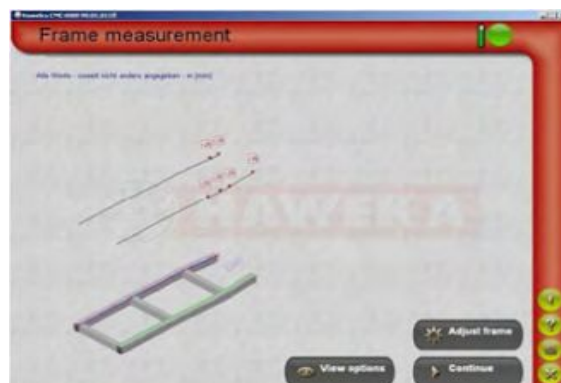 Frame measurement
Alle Werte - soweit nicht anders angegeben - in [mm]
HAWEKA
Adjust frame
View options
Continue